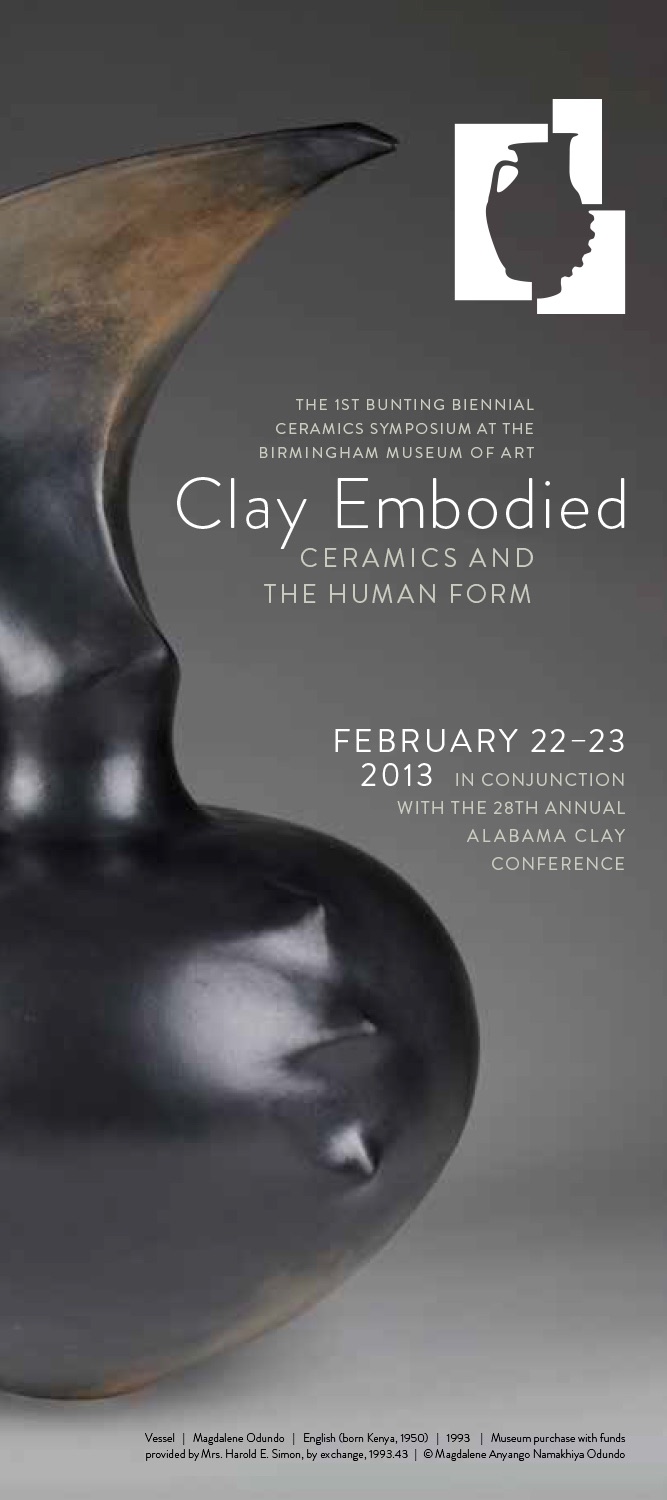 THE 1ST BUNTING BIENNIAL
CERAMICS SYMPOSIUM AT THE
BIRMINGHAM MUSEUM OF ART
Clay Embodied
CERAMICS AND
THE HUMAN FORM
FEBRUARY 22–23
2013 IN CONJUNCTION
WITH THE 28TH ANNUAL
ALABAMA CLAY
CONFERENCE
Vessel | Magdalene Odundo | English (born Kenya, 1950) | 1993 | Museum purchase with funds
provided by Mrs. Harold E. Simon, by exchange, 1993.43 | © Magdalene Anyango Namakhiya Odundo